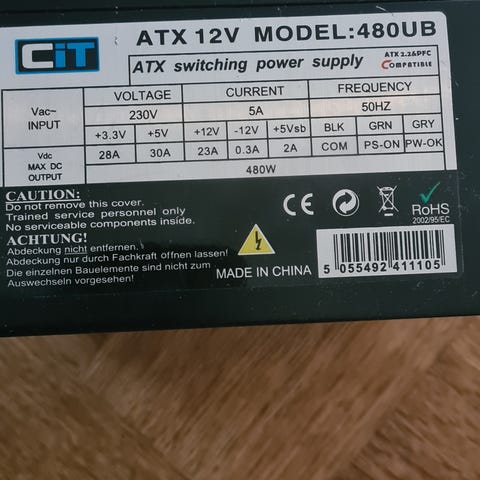 CiT
ATX 12V MODEL:480UB
ATX switching power supply
ATX 2.2&PFC
COMPATIBLE
VOLTAGE CURRENT FREQUENCY
Vac~ INPUT 230V 5A 50HZ
+3.3V +5V +12V -12V +5Vsb BLK GRN GRY
Vdc MAX DC OUTPUT 28A 30A 23A 0.3A 2A COM PS-ON PW-OK
480W
CAUTION:
Do not remove this cover.
Trained service personnel only
No serviceable components inside.
ACHTUNG!
Abdeckung nicht entfernen.
Abdeckung nur durch Fachkraft öffnen lassen!
Die einzelnen Bauelemente sind nicht zum
Auswechseln vorgesehen!
CE
RoHS
2002/95/EC
MADE IN CHINA
5 055492 411105